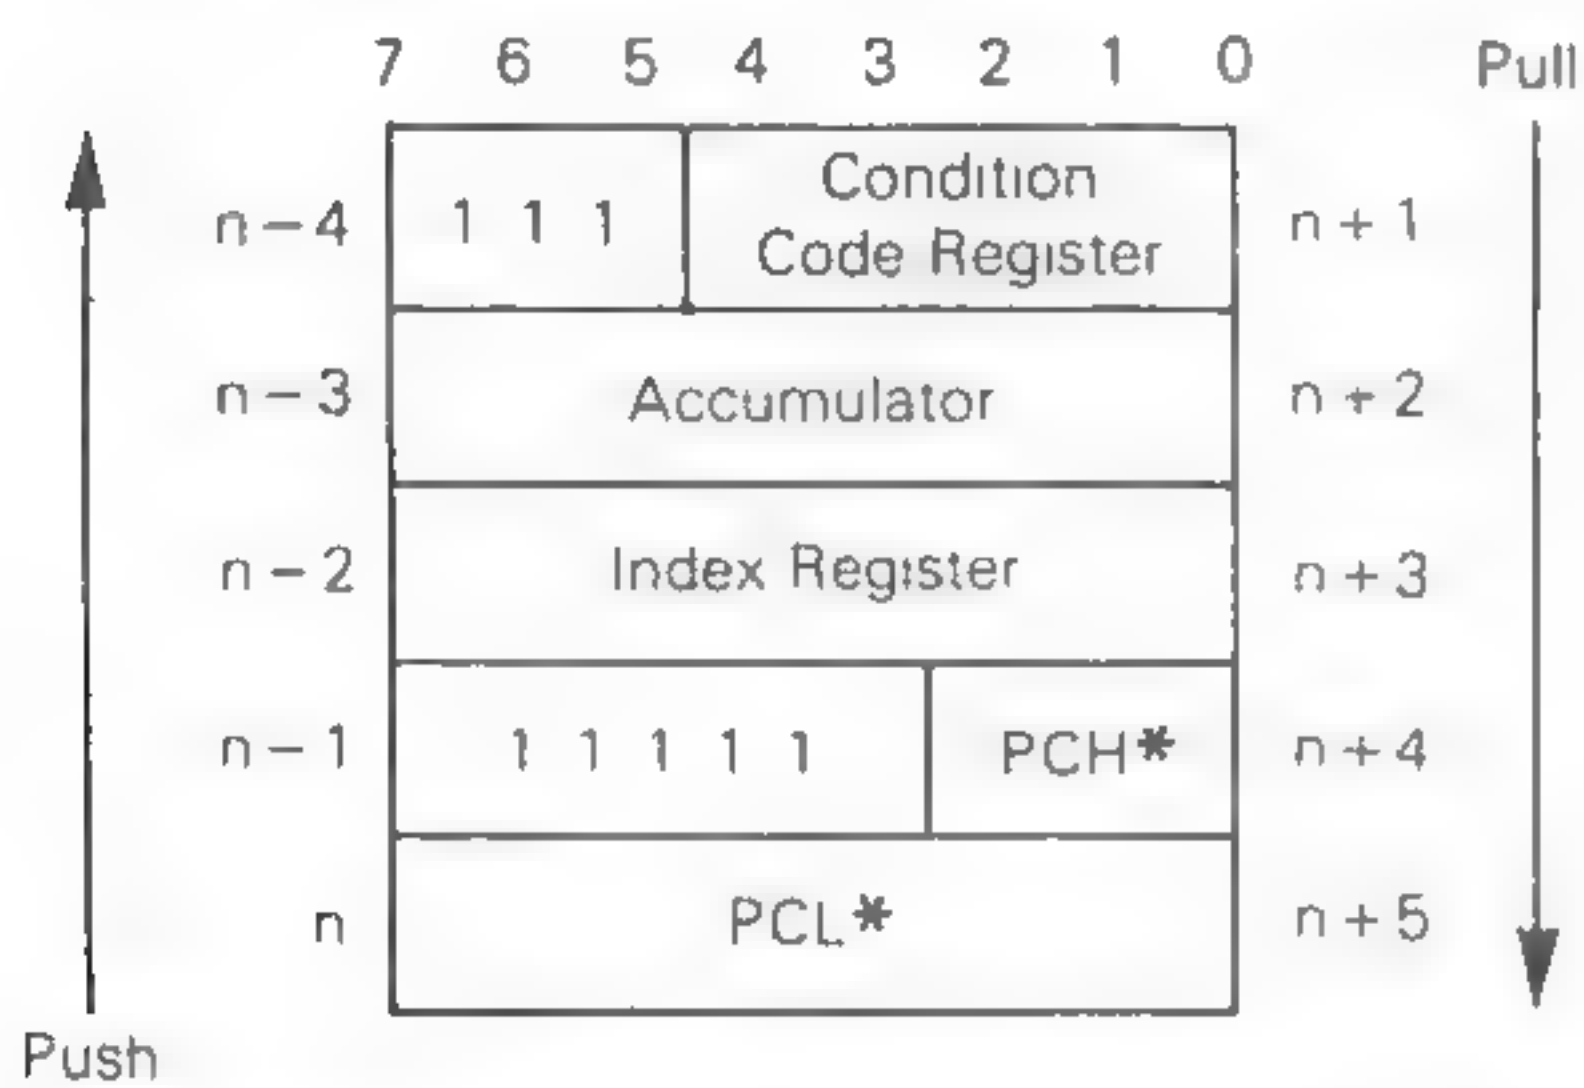 7 6 5 4 3 2 1 0 Pull
n – 4 1 1 1 Condition Code Register n + 1
n – 3 Accumulator n + 2
n – 2 Index Register n + 3
n – 1 1 1 1 1 1 PCH* n + 4
n PCL* n + 5
Push